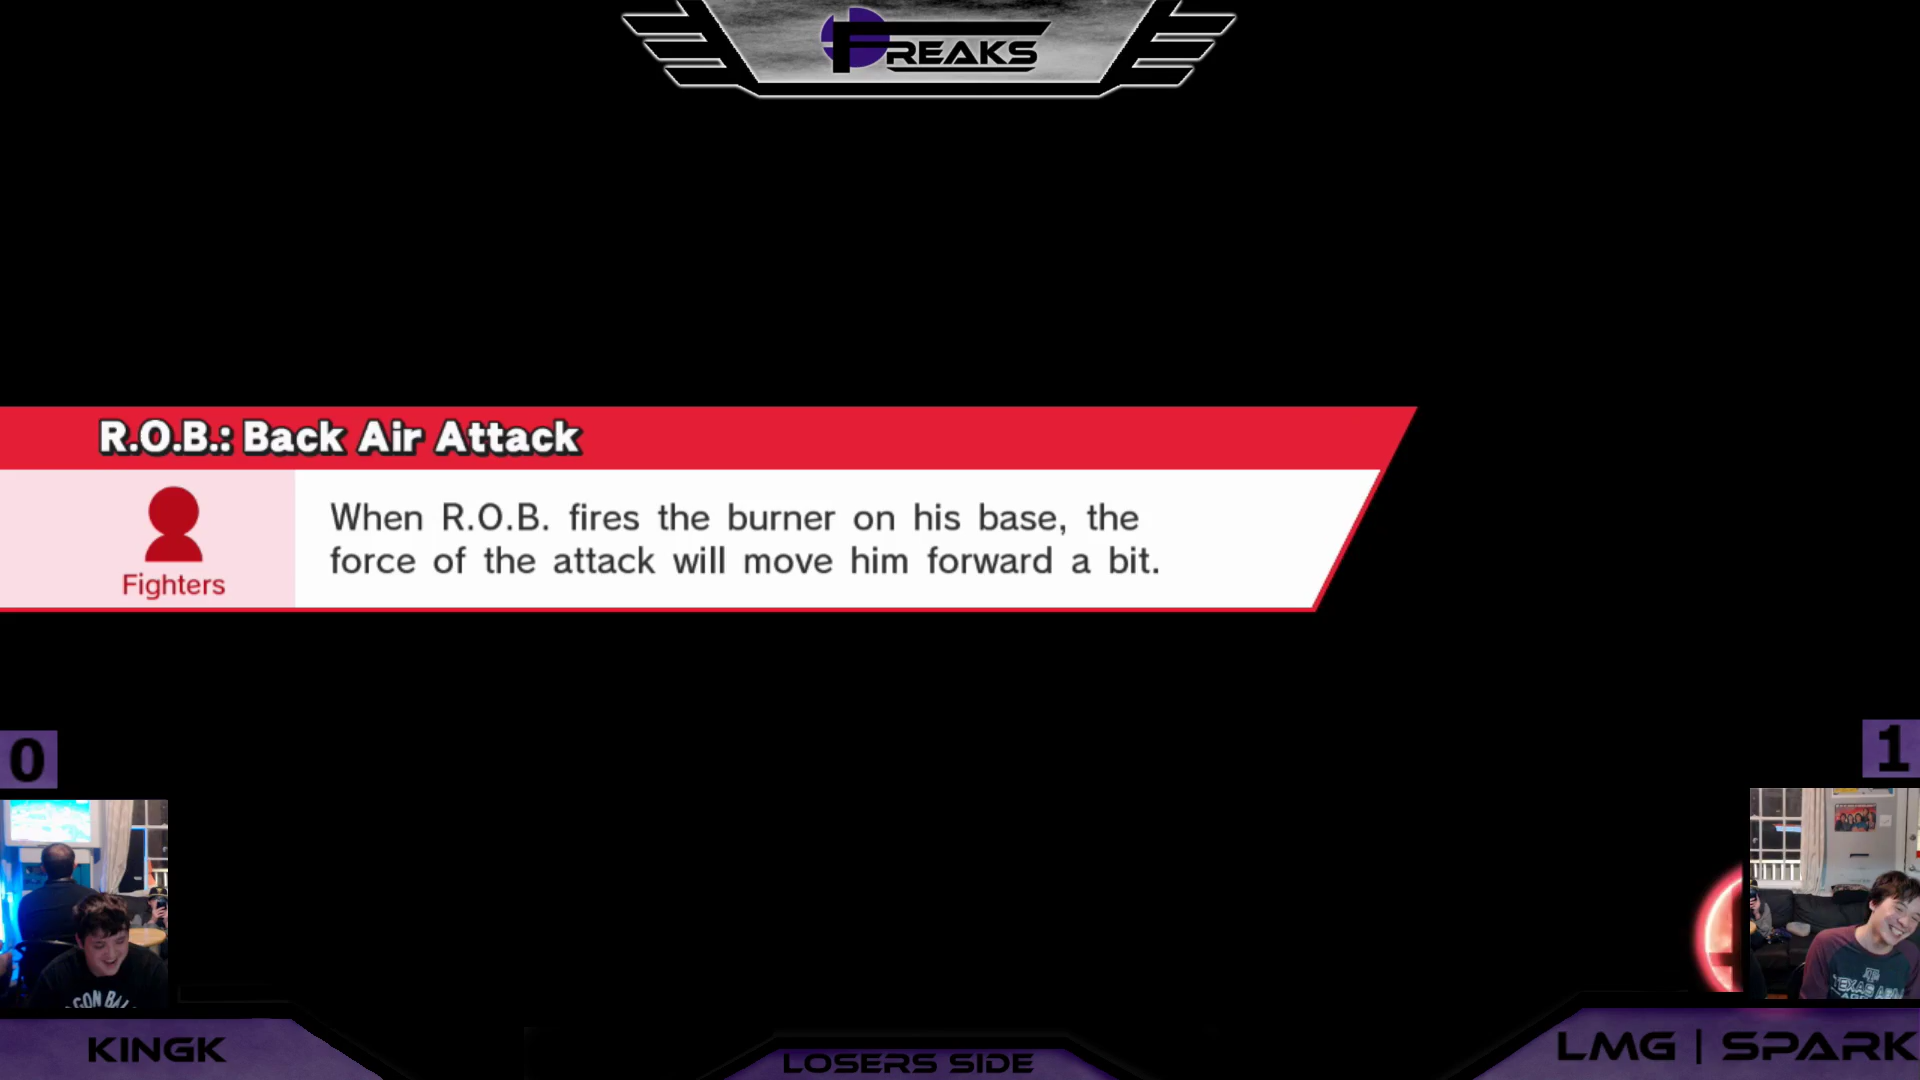 FREAKS
R.O.B.: Back Air Attack
When R.O.B. fires the burner on his base, the
force of the attack will move him forward a bit.
Fighters
0
1
KINGK
LOSERS SIDE
LMG | SPARK